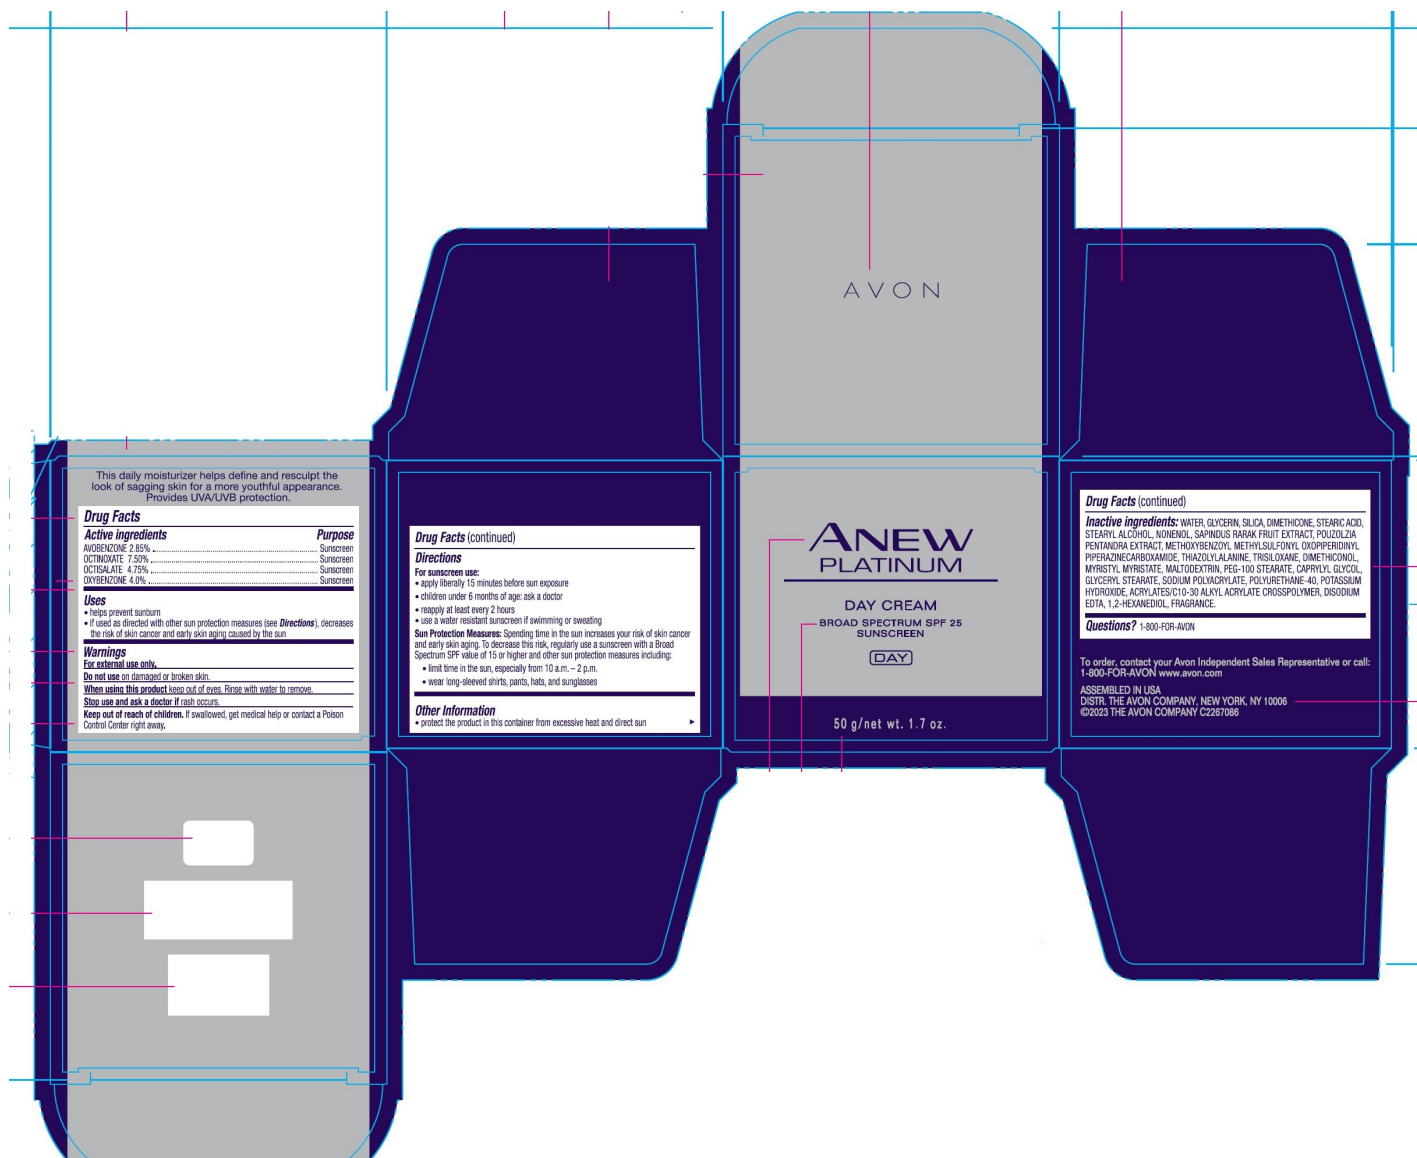 AVON
This daily moisturizer helps define and resculpt the
look of sagging skin for a more youthful appearance.
Provides UVA/UVB protection.
Drug Facts
Active ingredients Purpose
AVOBENZONE 2.85% Sunscreen
OCTINOXATE 7.50% Sunscreen
OCTISALATE 4.75% Sunscreen
OXYBENZONE 4.0% Sunscreen
Uses
• helps prevent sunburn
• if used as directed with other sun protection measures (see Directions), decreases
the risk of skin cancer and early skin aging caused by the sun
Warnings
For external use only.
Do not use on damaged or broken skin.
When using this product keep out of eyes. Rinse with water to remove.
Stop use and ask a doctor if rash occurs.
Keep out of reach of children. If swallowed, get medical help or contact a Poison
Control Center right away.
Drug Facts (continued)
Directions
For sunscreen use:
• apply liberally 15 minutes before sun exposure
• children under 6 months of age: ask a doctor
• reapply at least every 2 hours
• use a water resistant sunscreen if swimming or sweating
Sun Protection Measures: Spending time in the sun increases your risk of skin cancer
and early skin aging. To decrease this risk, regularly use a sunscreen with a Broad
Spectrum SPF value of 15 or higher and other sun protection measures including:
• limit time in the sun, especially from 10 a.m. – 2 p.m.
• wear long-sleeved shirts, pants, hats, and sunglasses
Other Information
• protect the product in this container from excessive heat and direct sun
ANEW
PLATINUM
DAY CREAM
BROAD SPECTRUM SPF 25
SUNSCREEN
DAY
50 g/net wt. 1.7 oz.
Drug Facts (continued)
Inactive ingredients: WATER, GLYCERIN, SILICA, DIMETHICONE, STEARIC ACID,
STEARYL ALCOHOL, NONENOL, SAPINDUS RARAK FRUIT EXTRACT, POUZOLZIA
PENTANDRA EXTRACT, METHOXYBENZOYL METHYLSULFONYL OXOPIPERIDINYL
PIPERAZINECARBOXAMIDE, THIAZOLYLALANINE, TRISILOXANE, DIMETHICONOL,
MYRISTYL MYRISTATE, MALTODEXTRIN, PEG-100 STEARATE, CAPRYLYL GLYCOL,
GLYCERYL STEARATE, SODIUM POLYACRYLATE, POLYURETHANE-40, POTASSIUM
HYDROXIDE, ACRYLATES/C10-30 ALKYL ACRYLATE CROSSPOLYMER, DISODIUM
EDTA, 1,2-HEXANEDIOL, FRAGRANCE.
Questions? 1-800-FOR-AVON
To order, contact your Avon Independent Sales Representative or call:
1-800-FOR-AVON www.avon.com
ASSEMBLED IN USA
DISTR. THE AVON COMPANY, NEW YORK, NY 10006
©2023 THE AVON COMPANY C2267086